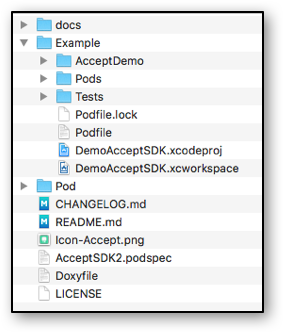 docs
Example
AcceptDemo
Pods
Tests
Podfile.lock
Podfile
DemoAcceptSDK.xcodeproj
DemoAcceptSDK.xcworkspace
Pod
CHANGELOG.md
README.md
Icon-Accept.png
AcceptSDK2.podspec
Doxyfile
LICENSE